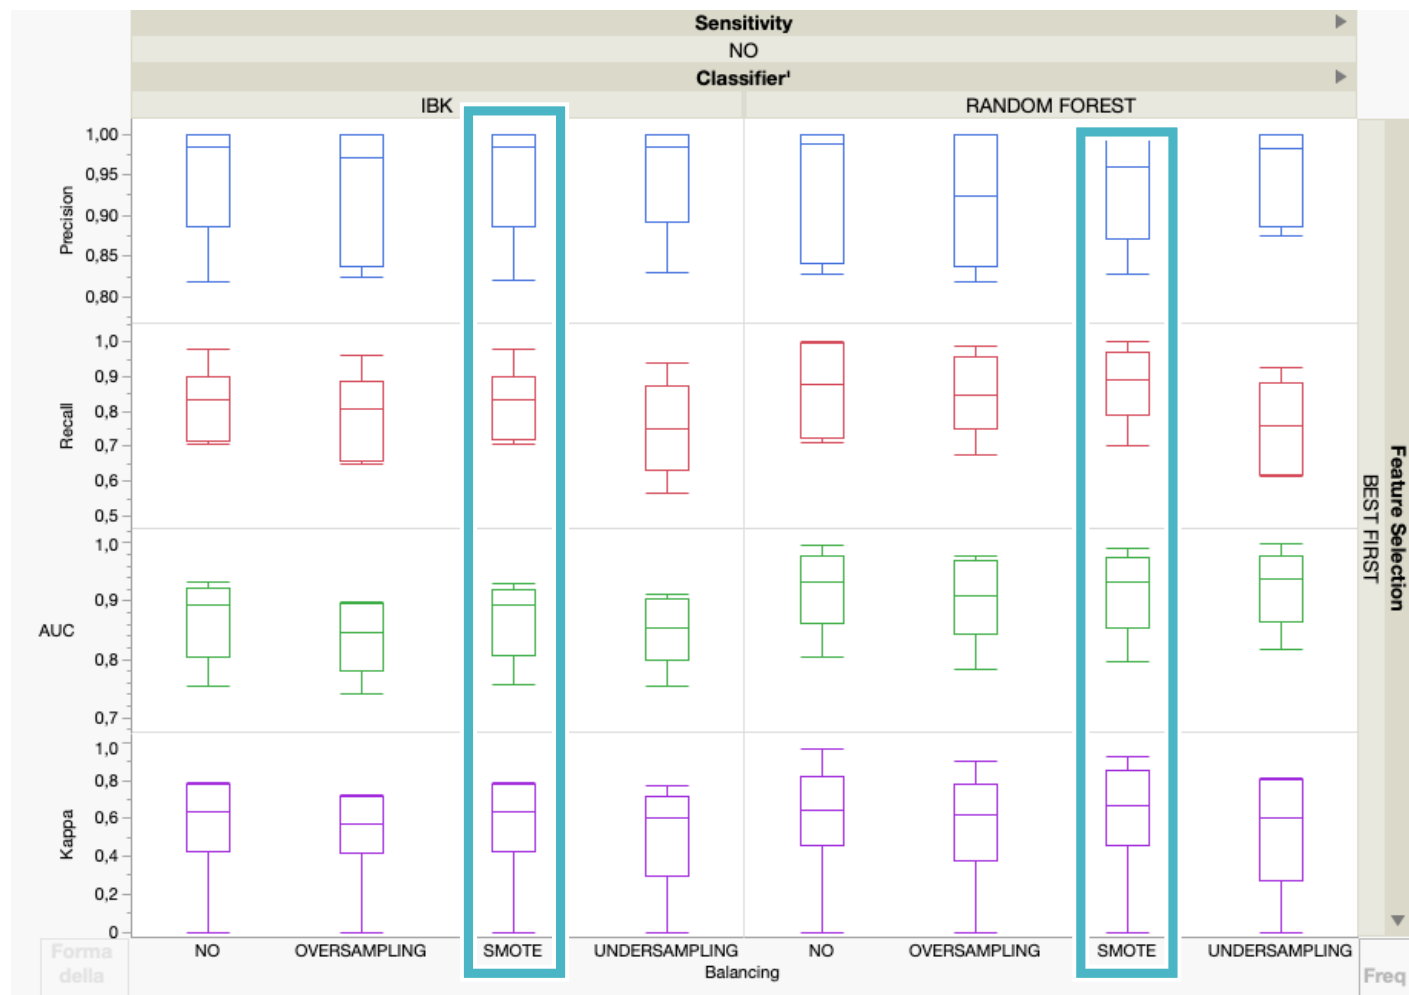 Sensitivity
NO
Classifier'
IBK RANDOM FOREST
Precision
1,00
0,95
0,90
0,85
0,80
Recall
1,0
0,9
0,8
0,7
0,6
0,5
AUC
1,0
0,9
0,8
0,7
Kappa
1,0
0,8
0,6
0,4
0,2
0
NO OVERSAMPLING SMOTE UNDERSAMPLING NO OVERSAMPLING SMOTE UNDERSAMPLING
Balancing
BEST FIRST
Feature Selection
Forma
della
Freq